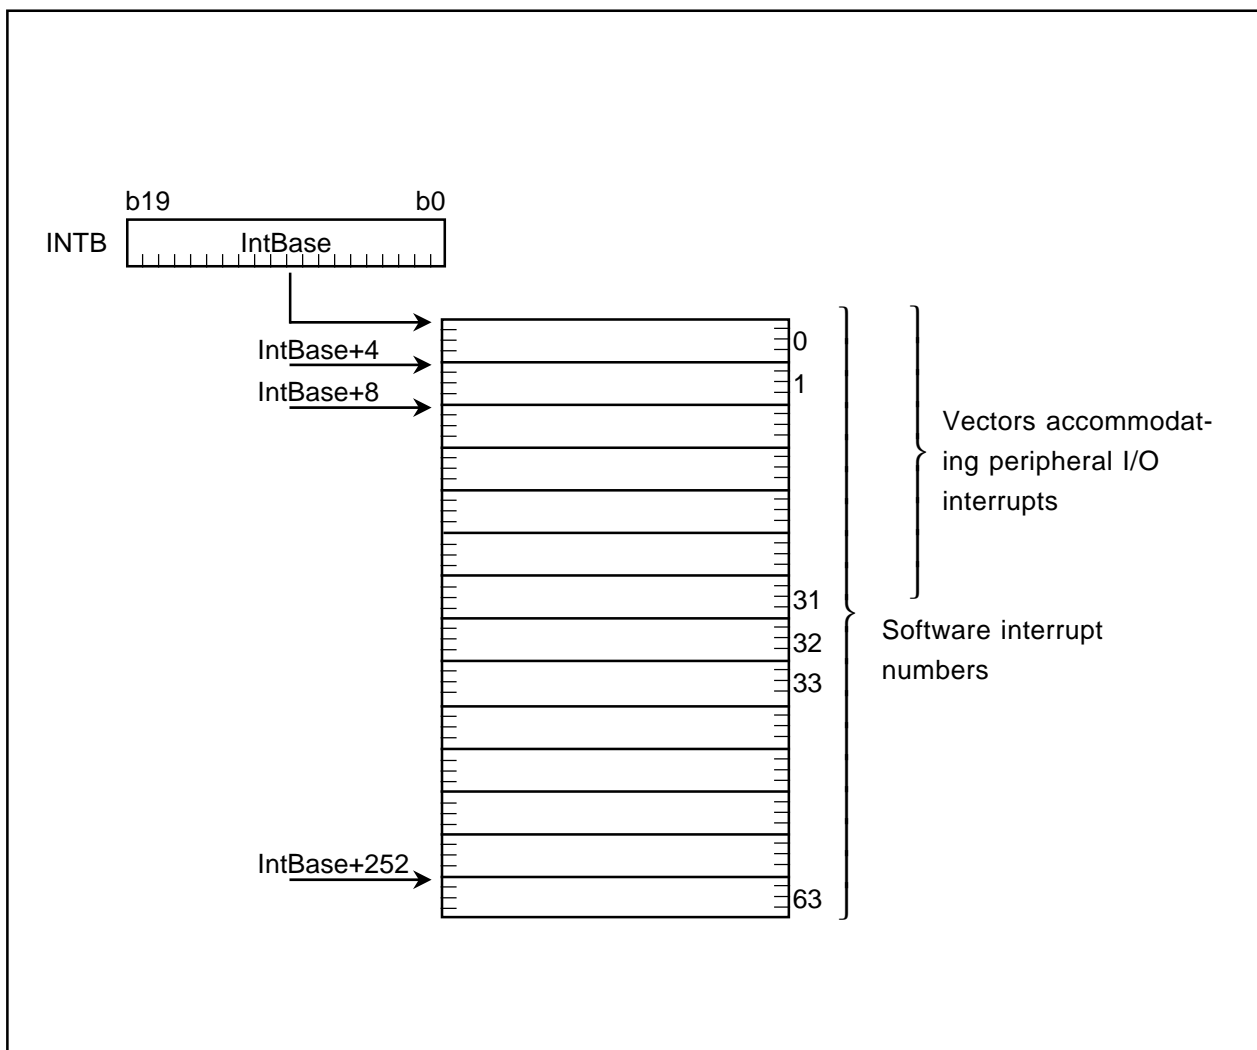 b19 b0
INTB IntBase
IntBase+4
0
IntBase+8
1
Vectors accommodat-
ing peripheral I/O
interrupts
31
32
33
Software interrupt
numbers
IntBase+252
63